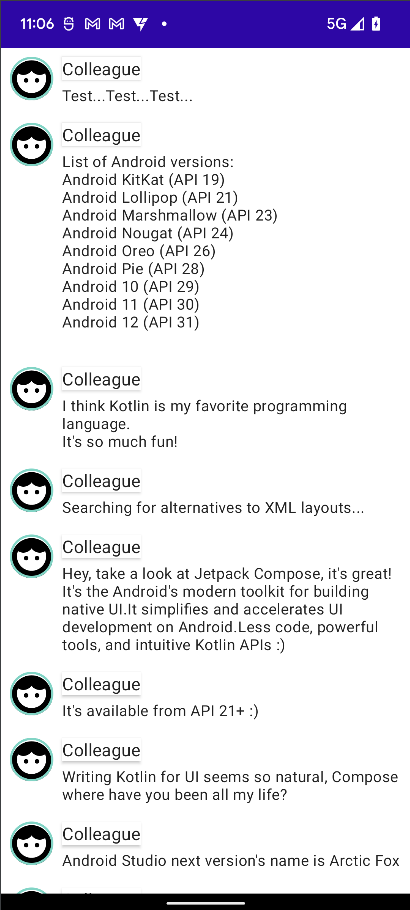 11:06
5G
Colleague
Test...Test...Test...
Colleague
List of Android versions:
Android KitKat (API 19)
Android Lollipop (API 21)
Android Marshmallow (API 23)
Android Nougat (API 24)
Android Oreo (API 26)
Android Pie (API 28)
Android 10 (API 29)
Android 11 (API 30)
Android 12 (API 31)
Colleague
I think Kotlin is my favorite programming
language.
It's so much fun!
Colleague
Searching for alternatives to XML layouts...
Colleague
Hey, take a look at Jetpack Compose, it's great!
It's the Android's modern toolkit for building
native UI.It simplifies and accelerates UI
development on Android.Less code, powerful
tools, and intuitive Kotlin APIs :)
Colleague
It's available from API 21+ :)
Colleague
Writing Kotlin for UI seems so natural, Compose
where have you been all my life?
Colleague
Android Studio next version's name is Arctic Fox